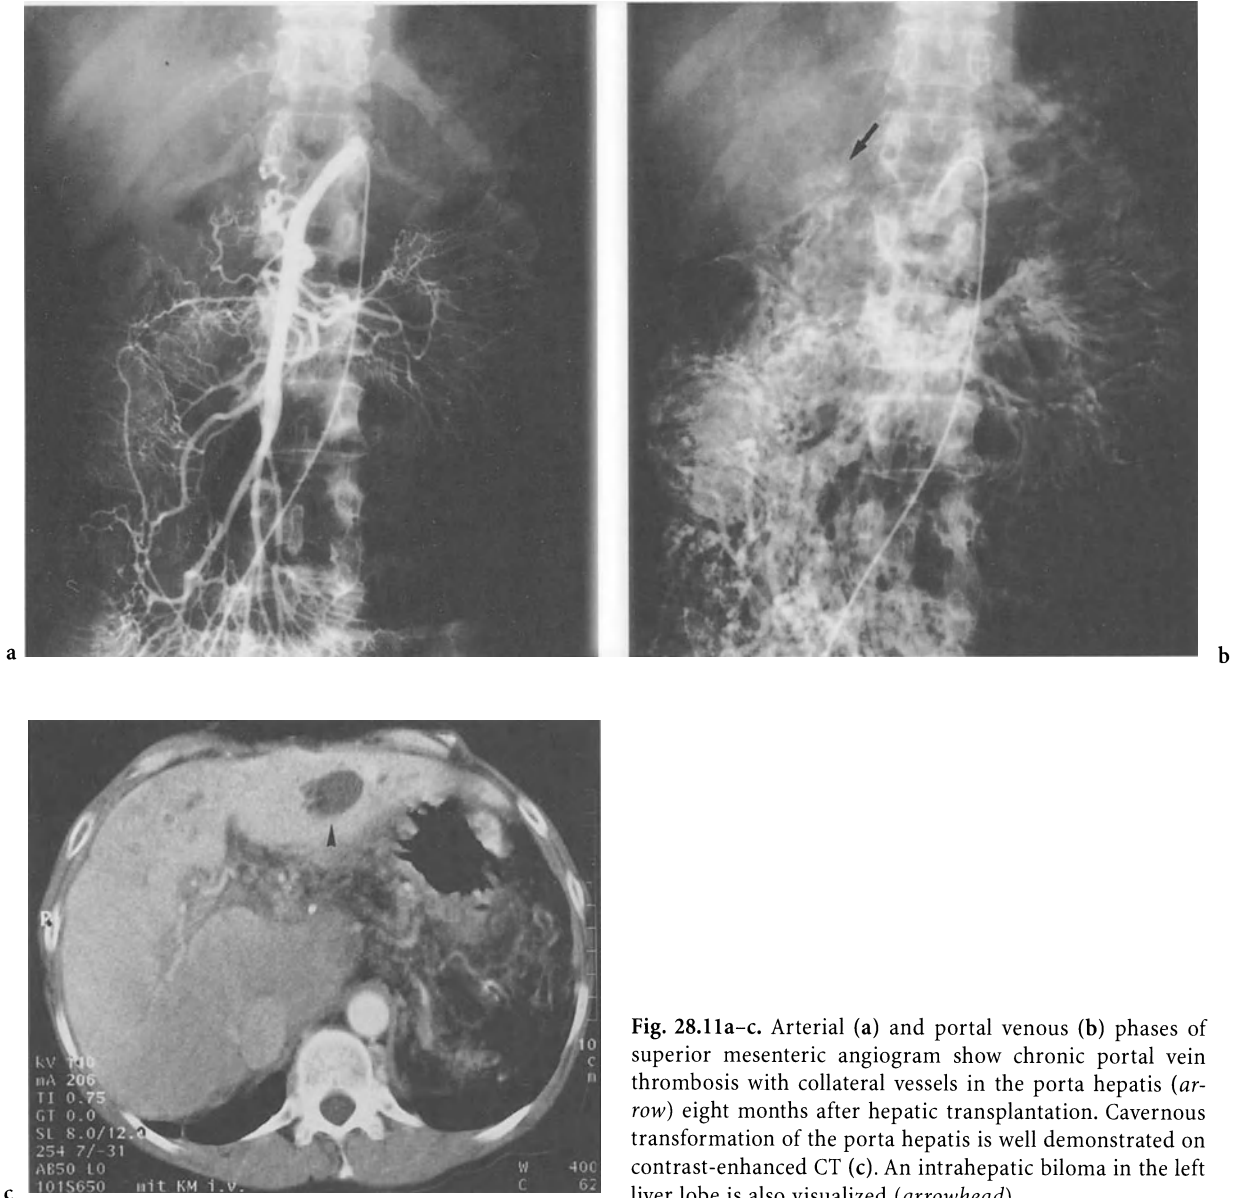 a
b
kV 140
mA 206
TI 0.75
GT 0.0
SL 8.0/12.0
254 7/-31
AB50 L0
101S650 mit KM i.v.
10
c
m
W 400
C 62
c
Fig. 28.11a–c. Arterial (a) and portal venous (b) phases of
superior mesenteric angiogram show chronic portal vein
thrombosis with collateral vessels in the porta hepatis (ar-
row) eight months after hepatic transplantation. Cavernous
transformation of the porta hepatis is well demonstrated on
contrast-enhanced CT (c). An intrahepatic biloma in the left
liver lobe is also visualized (arrowhead)